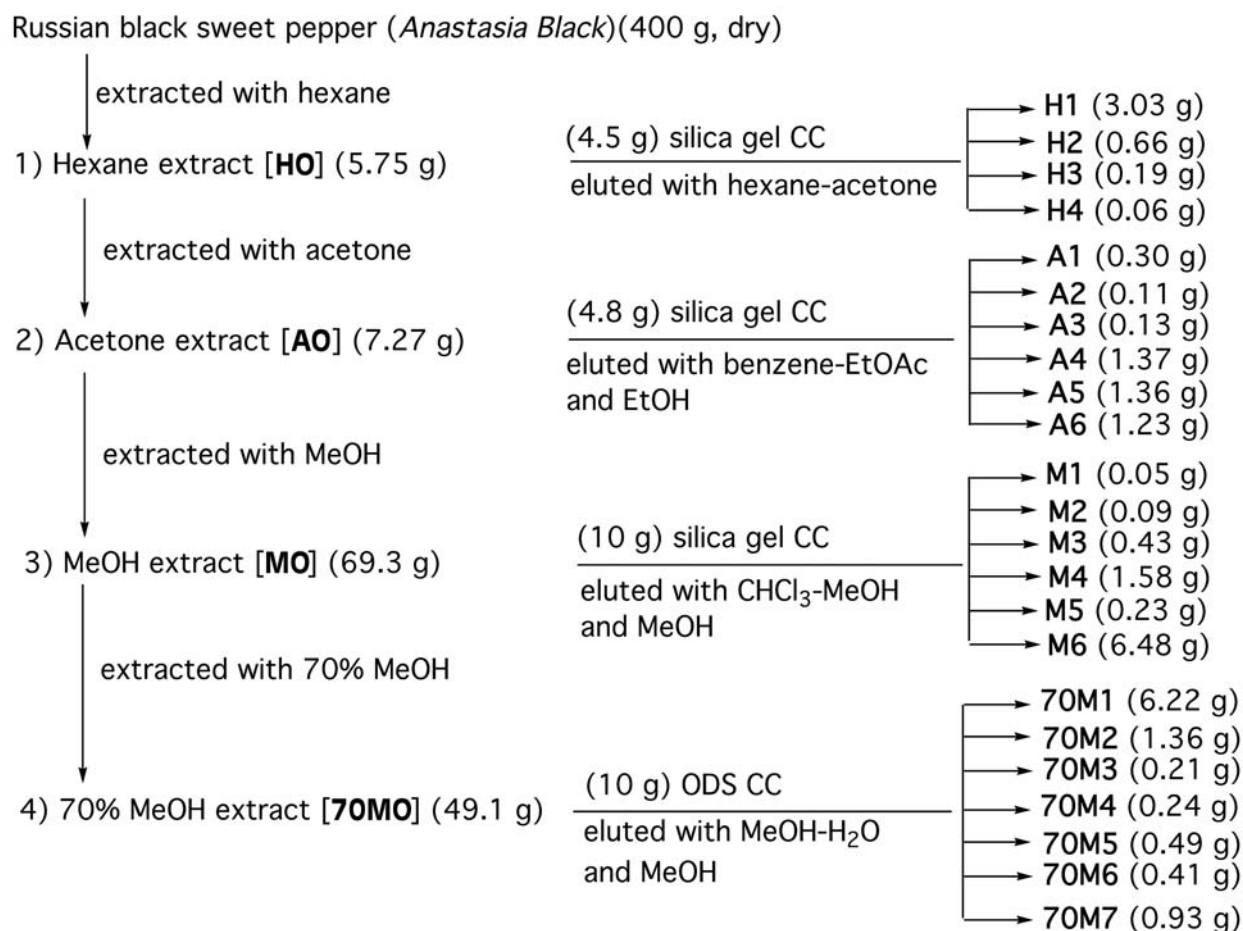 Russian black sweet pepper (Anastasia Black)(400 g, dry)
extracted with hexane
1) Hexane extract [HO] (5.75 g)
(4.5 g) silica gel CC
eluted with hexane-acetone
H1 (3.03 g)
H2 (0.66 g)
H3 (0.19 g)
H4 (0.06 g)
extracted with acetone
2) Acetone extract [AO] (7.27 g)
(4.8 g) silica gel CC
eluted with benzene-EtOAc
and EtOH
A1 (0.30 g)
A2 (0.11 g)
A3 (0.13 g)
A4 (1.37 g)
A5 (1.36 g)
A6 (1.23 g)
extracted with MeOH
3) MeOH extract [MO] (69.3 g)
(10 g) silica gel CC
eluted with CHCl3-MeOH
and MeOH
M1 (0.05 g)
M2 (0.09 g)
M3 (0.43 g)
M4 (1.58 g)
M5 (0.23 g)
M6 (6.48 g)
extracted with 70% MeOH
4) 70% MeOH extract [70MO] (49.1 g)
(10 g) ODS CC
eluted with MeOH-H2O
and MeOH
70M1 (6.22 g)
70M2 (1.36 g)
70M3 (0.21 g)
70M4 (0.24 g)
70M5 (0.49 g)
70M6 (0.41 g)
70M7 (0.93 g)